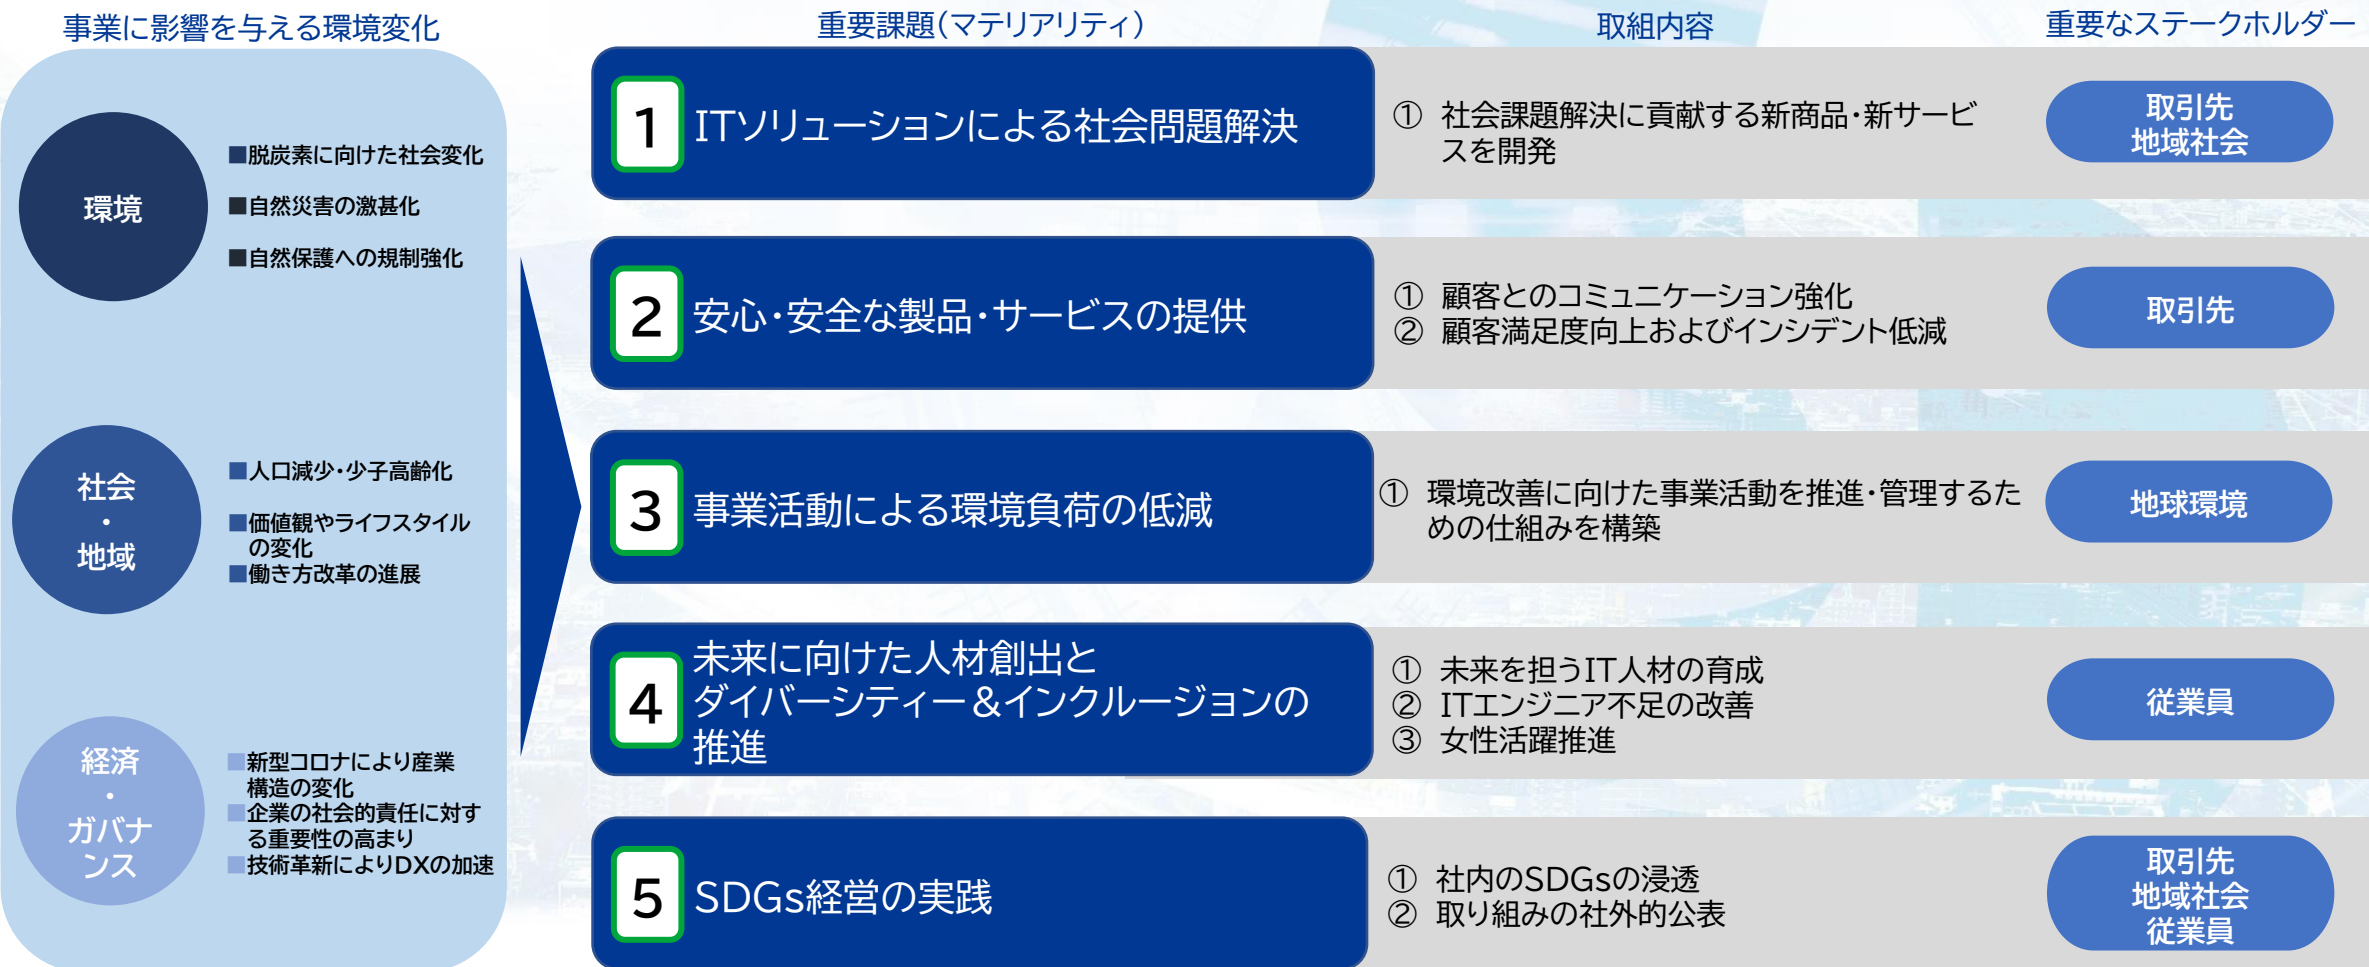 事業に影響を与える環境変化
重要課題(マテリアリティ)
取組内容
重要なステークホルダー
環境
■脱炭素に向けた社会変化
■自然災害の激甚化
■自然保護への規制強化
社会
・
地域
■人口減少・少子高齢化
■価値観やライフスタイル
の変化
■働き方改革の進展
経済
・
ガバナ
ンス
■新型コロナにより産業
構造の変化
■企業の社会的責任に対す
る重要性の高まり
■技術革新によりDXの加速
1
ITソリューションによる社会問題解決
① 社会課題解決に貢献する新商品・新サービ
スを開発
取引先
地域社会
2
安心・安全な製品・サービスの提供
① 顧客とのコミュニケーション強化
② 顧客満足度向上およびインシデント低減
取引先
3
事業活動による環境負荷の低減
① 環境改善に向けた事業活動を推進・管理するた
めの仕組みを構築
地球環境
4
未来に向けた人材創出と
ダイバーシティー&インクルージョンの
推進
① 未来を担うIT人材の育成
② ITエンジニア不足の改善
③ 女性活躍推進
従業員
5
SDGs経営の実践
① 社内のSDGsの浸透
② 取り組みの社外的公表
取引先
地域社会
従業員